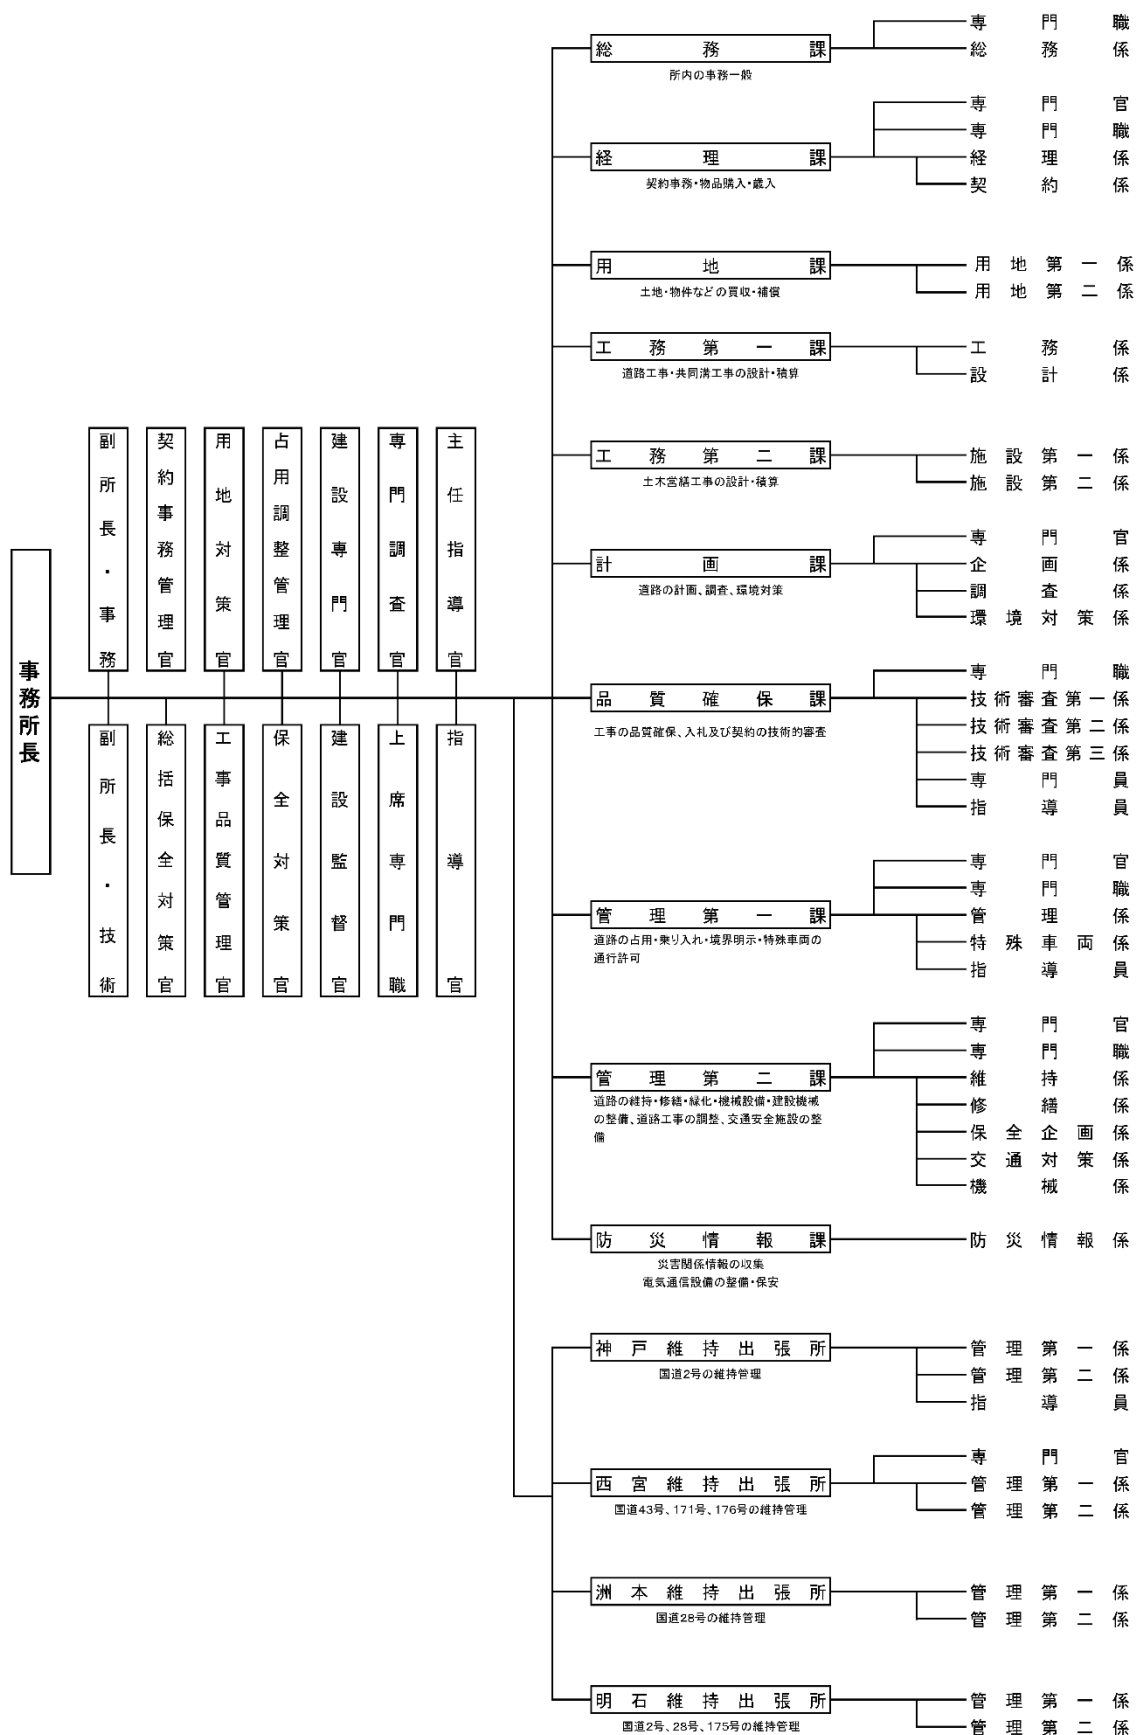 事務所長
副所長・事務
契約事務管理官
用地対策官
占用調整管理官
建設専門官
専門調査官
主任指導官
副所長・技術
総括保全対策官
工事品質管理官
保全対策官
建設監督官
上席専門職
指導官
総務課
所内の事務一般
専門職
総務係
経理課
契約事務・物品購入・歳入
専門官
専門職
経理係
契約係
用地課
土地・物件などの買収・補償
用地第一係
用地第二係
工務第一課
道路工事・共同溝工事の設計・積算
工務係
設計係
工務第二課
土木営繕工事の設計・積算
施設第一係
施設第二係
計画課
道路の計画、調査、環境対策
専門官
企画係
調査係
環境対策係
品質確保課
工事の品質確保、入札及び契約の技術的審査
専門職
技術審査第一係
技術審査第二係
技術審査第三係
専門員
指導員
管理第一課
道路の占用・乗り入れ・境界明示・特殊車両の
通行許可
専門官
専門職
管理係
特殊車両係
指導員
管理第二課
道路の維持・修繕・緑化・機械設備・建設機械
の整備、道路工事の調整、交通安全施設の整
備
専門官
専門職
維持係
修繕係
保全企画係
交通対策係
機械係
防災情報課
災害関係情報の収集
電気通信設備の整備・保安
防災情報係
神戸維持出張所
国道2号の維持管理
管理第一係
管理第二係
指導員
西宮維持出張所
国道43号、171号、176号の維持管理
専門官
管理第一係
管理第二係
洲本維持出張所
国道28号の維持管理
管理第一係
管理第二係
明石維持出張所
国道2号、28号、175号の維持管理
管理第一係
管理第二係